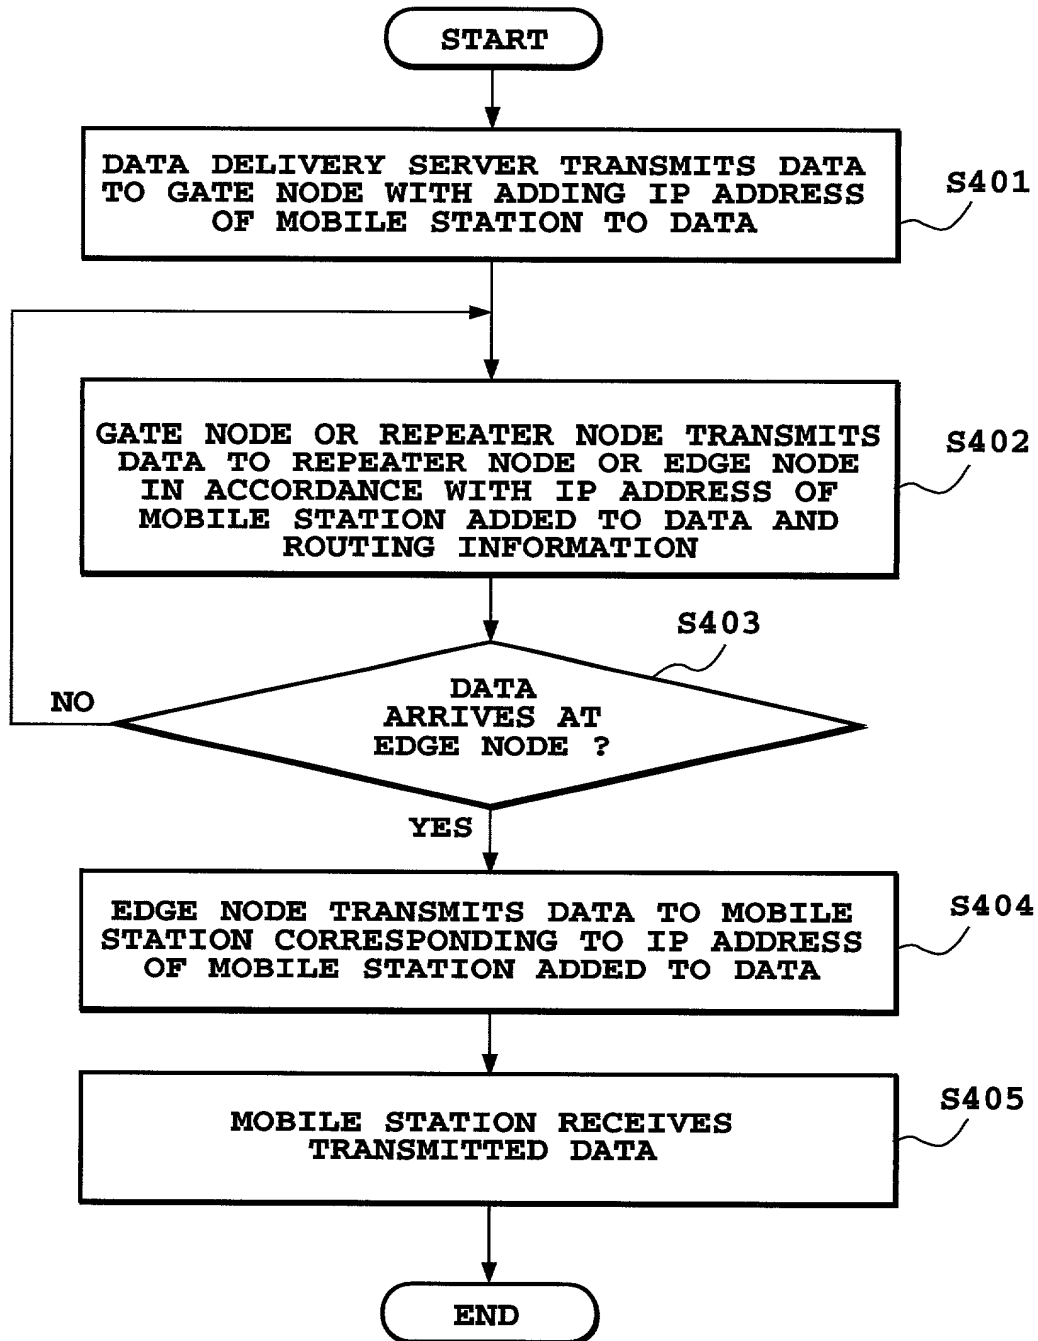 START
DATA DELIVERY SERVER TRANSMITS DATA
TO GATE NODE WITH ADDING IP ADDRESS
OF MOBILE STATION TO DATA
S401
GATE NODE OR REPEATER NODE TRANSMITS
DATA TO REPEATER NODE OR EDGE NODE
IN ACCORDANCE WITH IP ADDRESS OF
MOBILE STATION ADDED TO DATA AND
ROUTING INFORMATION
S402
S403
DATA
ARRIVES AT
EDGE NODE ?
NO
YES
EDGE NODE TRANSMITS DATA TO MOBILE
STATION CORRESPONDING TO IP ADDRESS
OF MOBILE STATION ADDED TO DATA
S404
MOBILE STATION RECEIVES
TRANSMITTED DATA
S405
END